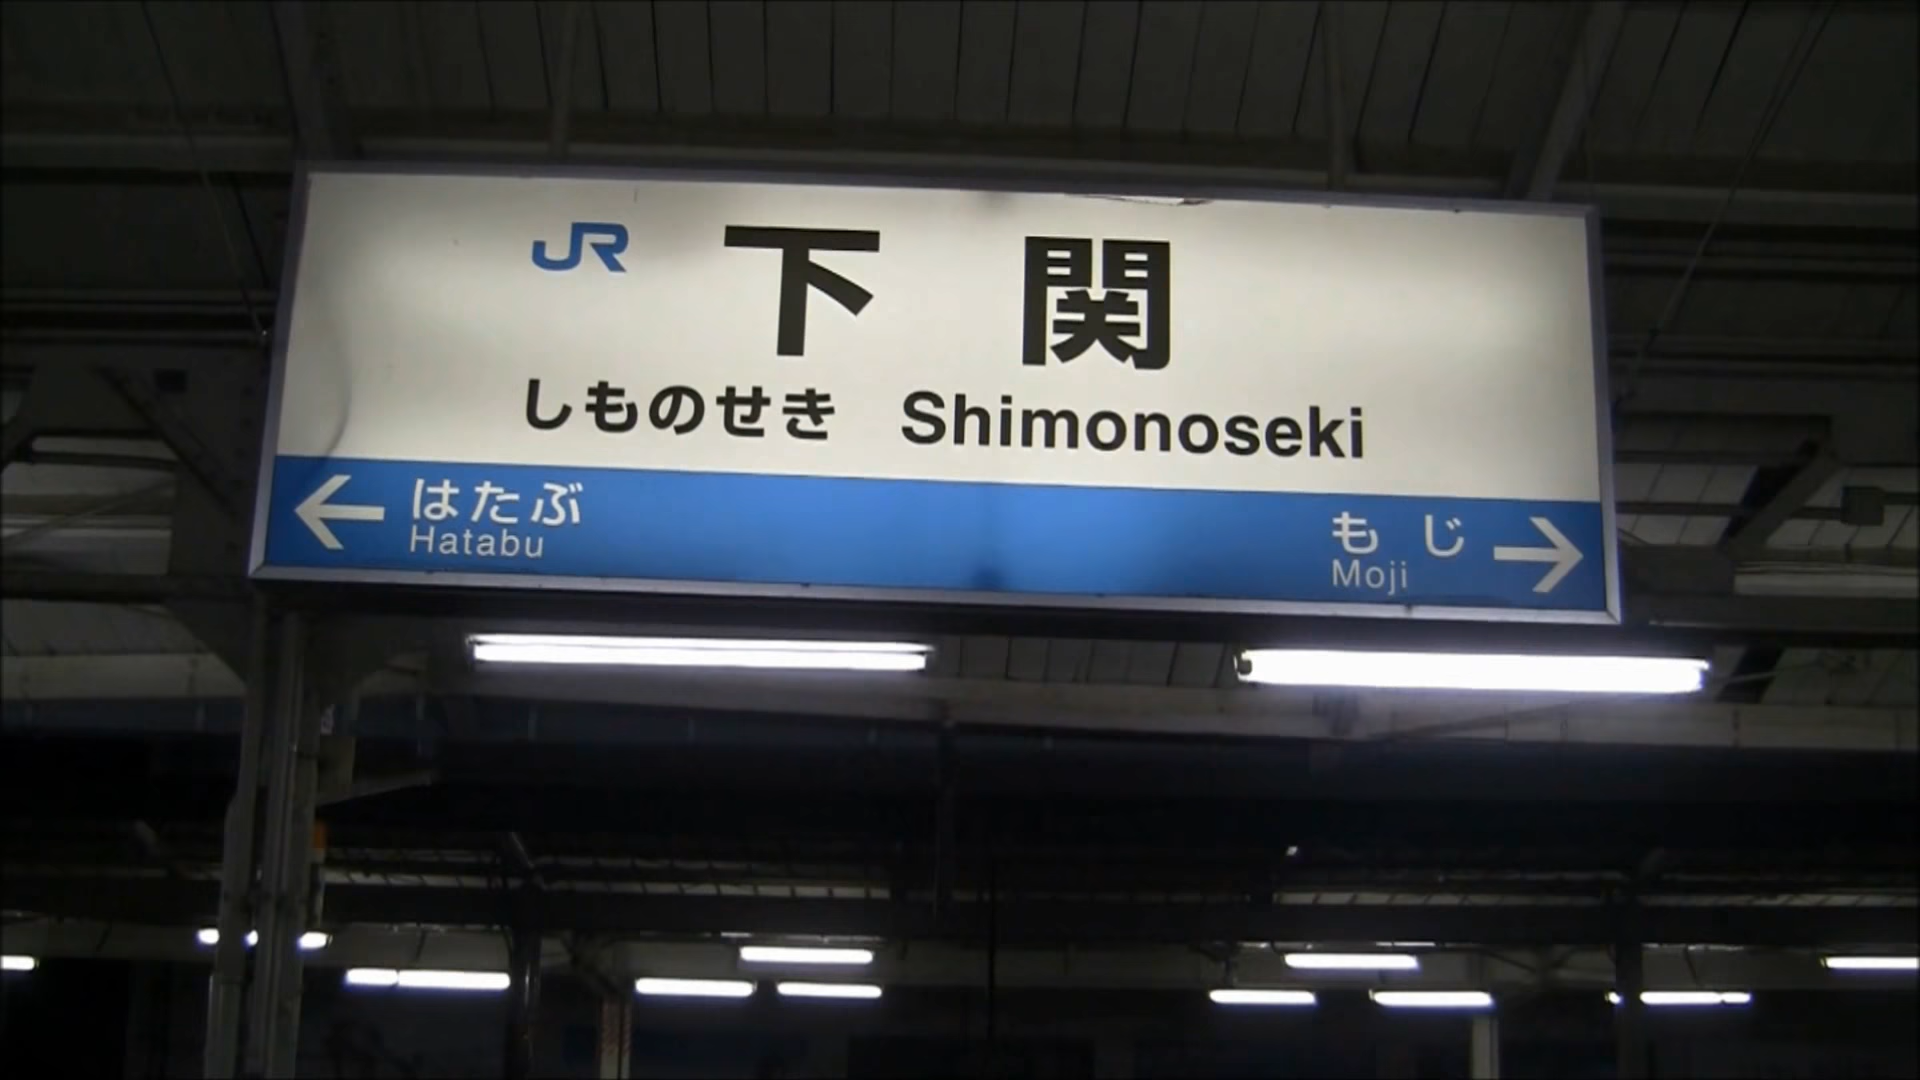 JR 下関
しものせき Shimonoseki
← はたぶ
Hatabu
もじ →
Moji